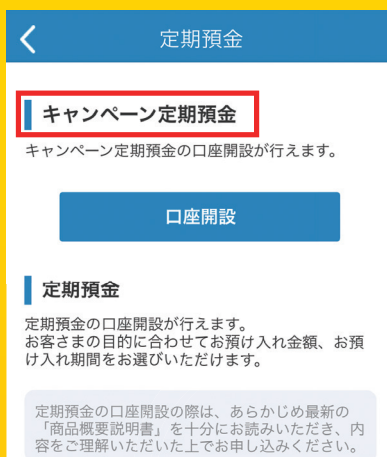 定期預金
キャンペーン定期預金
キャンペーン定期預金の口座開設が行えます。
口座開設
定期預金
定期預金の口座開設が行えます。
お客さまの目的に合わせてお預け入れ金額、お預
け入れ期間をお選びいただけます。
定期預金の口座開設の際は、あらかじめ最新の
「商品概要説明書」を十分にお読みいただき、内
容をご理解いただいた上でお申し込みください。